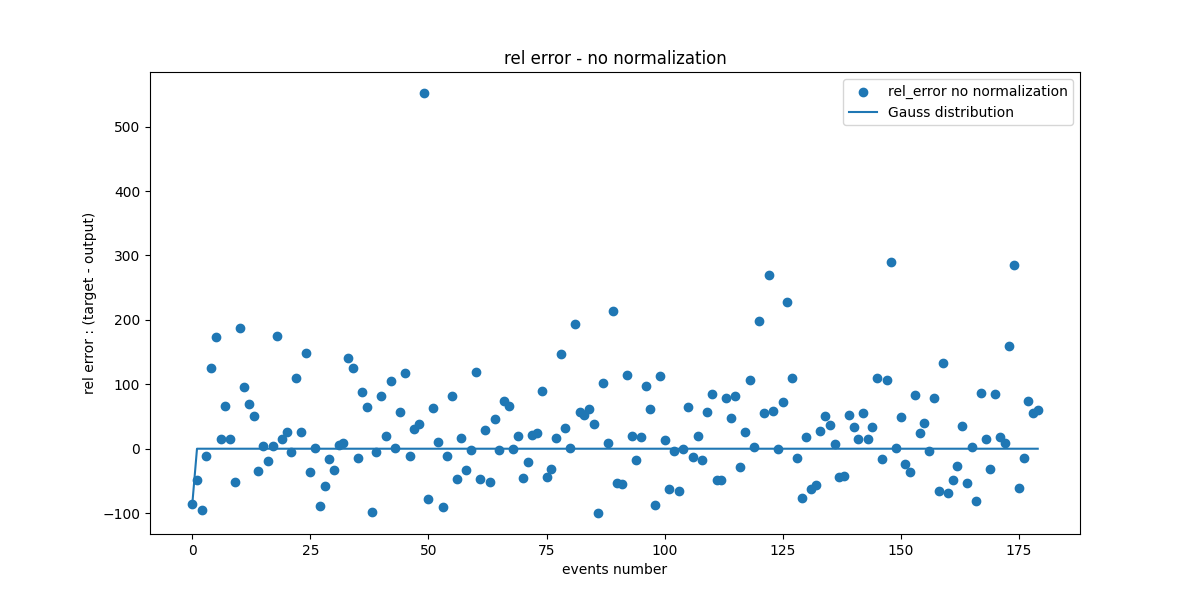 rel error - no normalization
rel_error no normalization
Gauss distribution
rel error : (target - output)
500
400
300
200
100
0
−100
0 25 50 75 100 125 150 175
events number